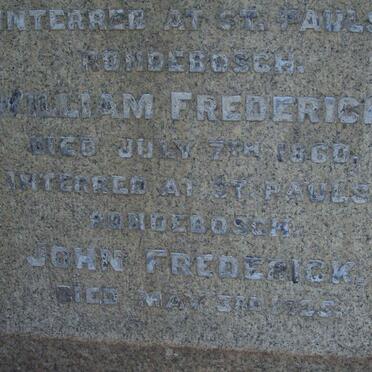 INTERRED AT ST. PAULS
RONDEBOSCH.
WILLIAM FREDERICK
DIED JULY 7TH 1860.
INTERRED AT ST. PAULS
RONDEBOSCH.
JOHN FREDERICK.
DIED MAY 3RD